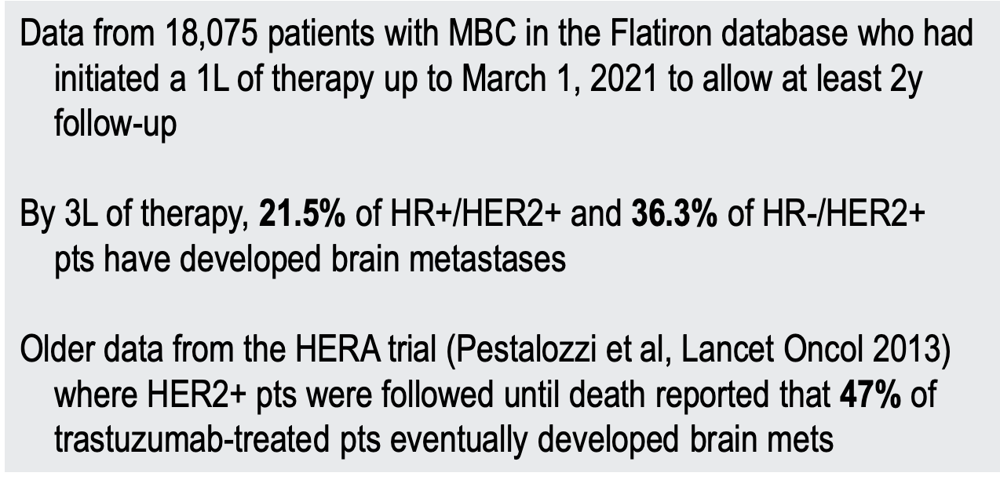 Data from 18,075 patients with MBC in the Flatiron database who had
initiated a 1L of therapy up to March 1, 2021 to allow at least 2y
follow-up
By 3L of therapy, 21.5% of HR+/HER2+ and 36.3% of HR-/HER2+
pts have developed brain metastases
Older data from the HERA trial (Pestalozzi et al, Lancet Oncol 2013)
where HER2+ pts were followed until death reported that 47% of
trastuzumab-treated pts eventually developed brain mets